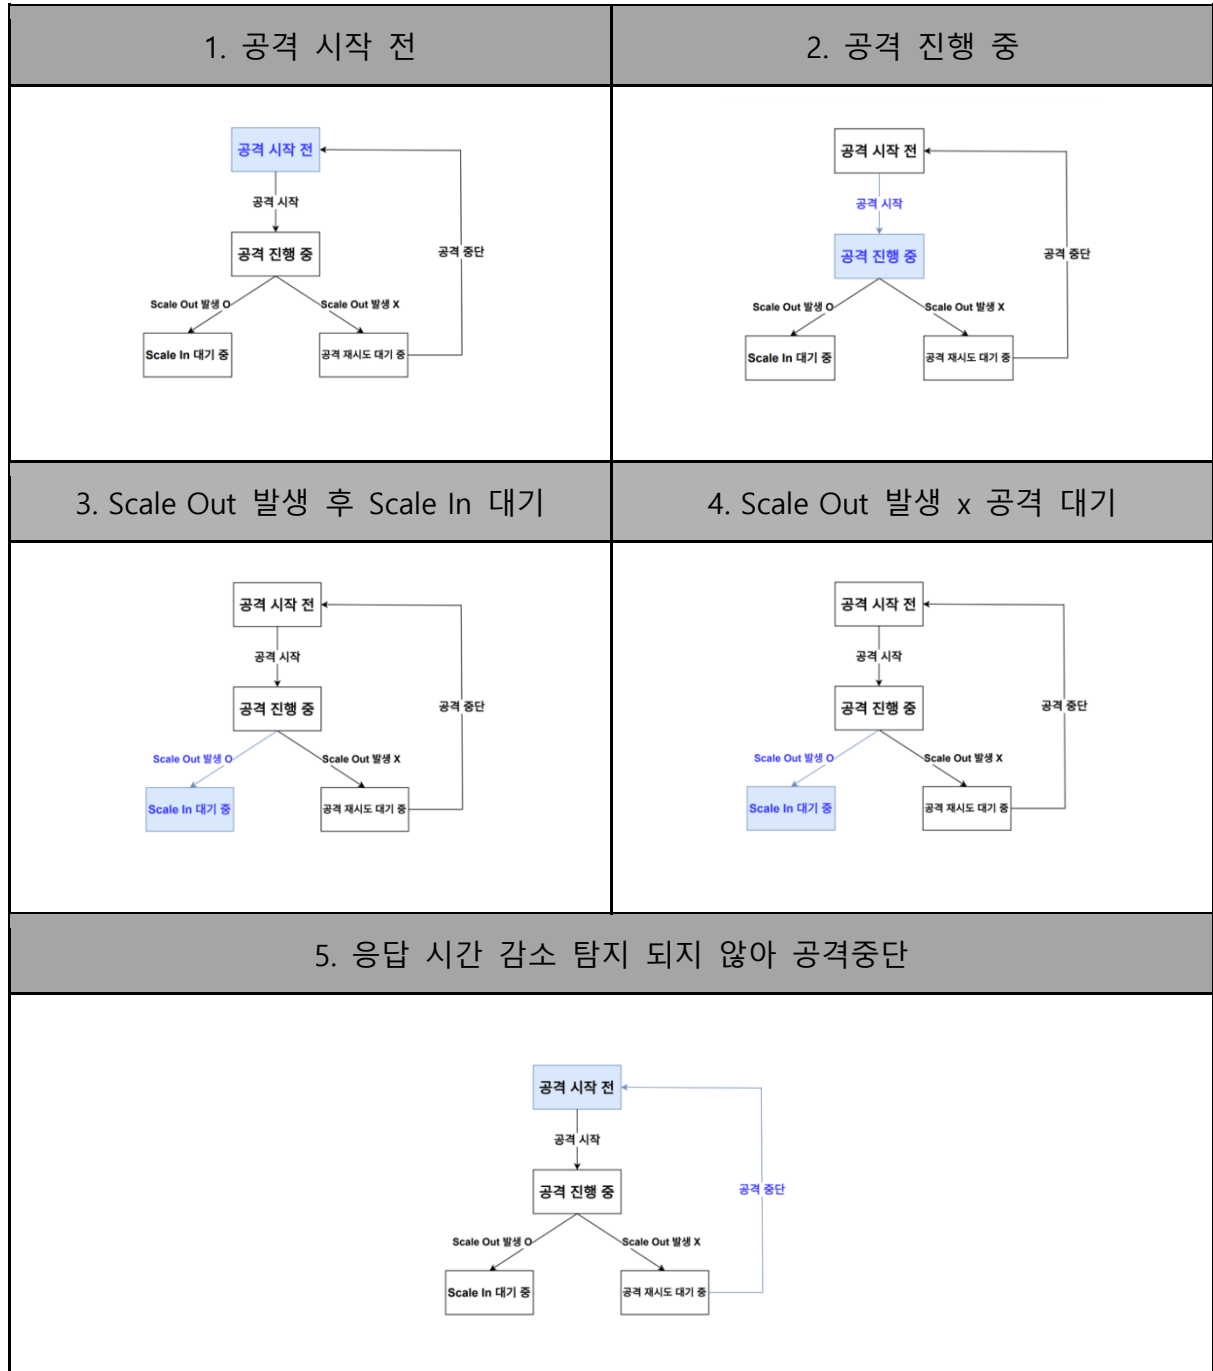 1. 공격 시작 전
2. 공격 진행 중
공격 시작 전
공격 시작
공격 진행 중
공격 중단
Scale Out 발생 O
Scale Out 발생 X
Scale In 대기 중
공격 재시도 대기 중
공격 시작 전
공격 시작
공격 진행 중
공격 중단
Scale Out 발생 O
Scale Out 발생 X
Scale In 대기 중
공격 재시도 대기 중
3. Scale Out 발생 후 Scale In 대기
4. Scale Out 발생 x 공격 대기
공격 시작 전
공격 시작
공격 진행 중
공격 중단
Scale Out 발생 O
Scale Out 발생 X
Scale In 대기 중
공격 재시도 대기 중
공격 시작 전
공격 시작
공격 진행 중
공격 중단
Scale Out 발생 O
Scale Out 발생 X
Scale In 대기 중
공격 재시도 대기 중
5. 응답 시간 감소 탐지 되지 않아 공격중단
공격 시작 전
공격 시작
공격 진행 중
공격 중단
Scale Out 발생 O
Scale Out 발생 X
Scale In 대기 중
공격 재시도 대기 중